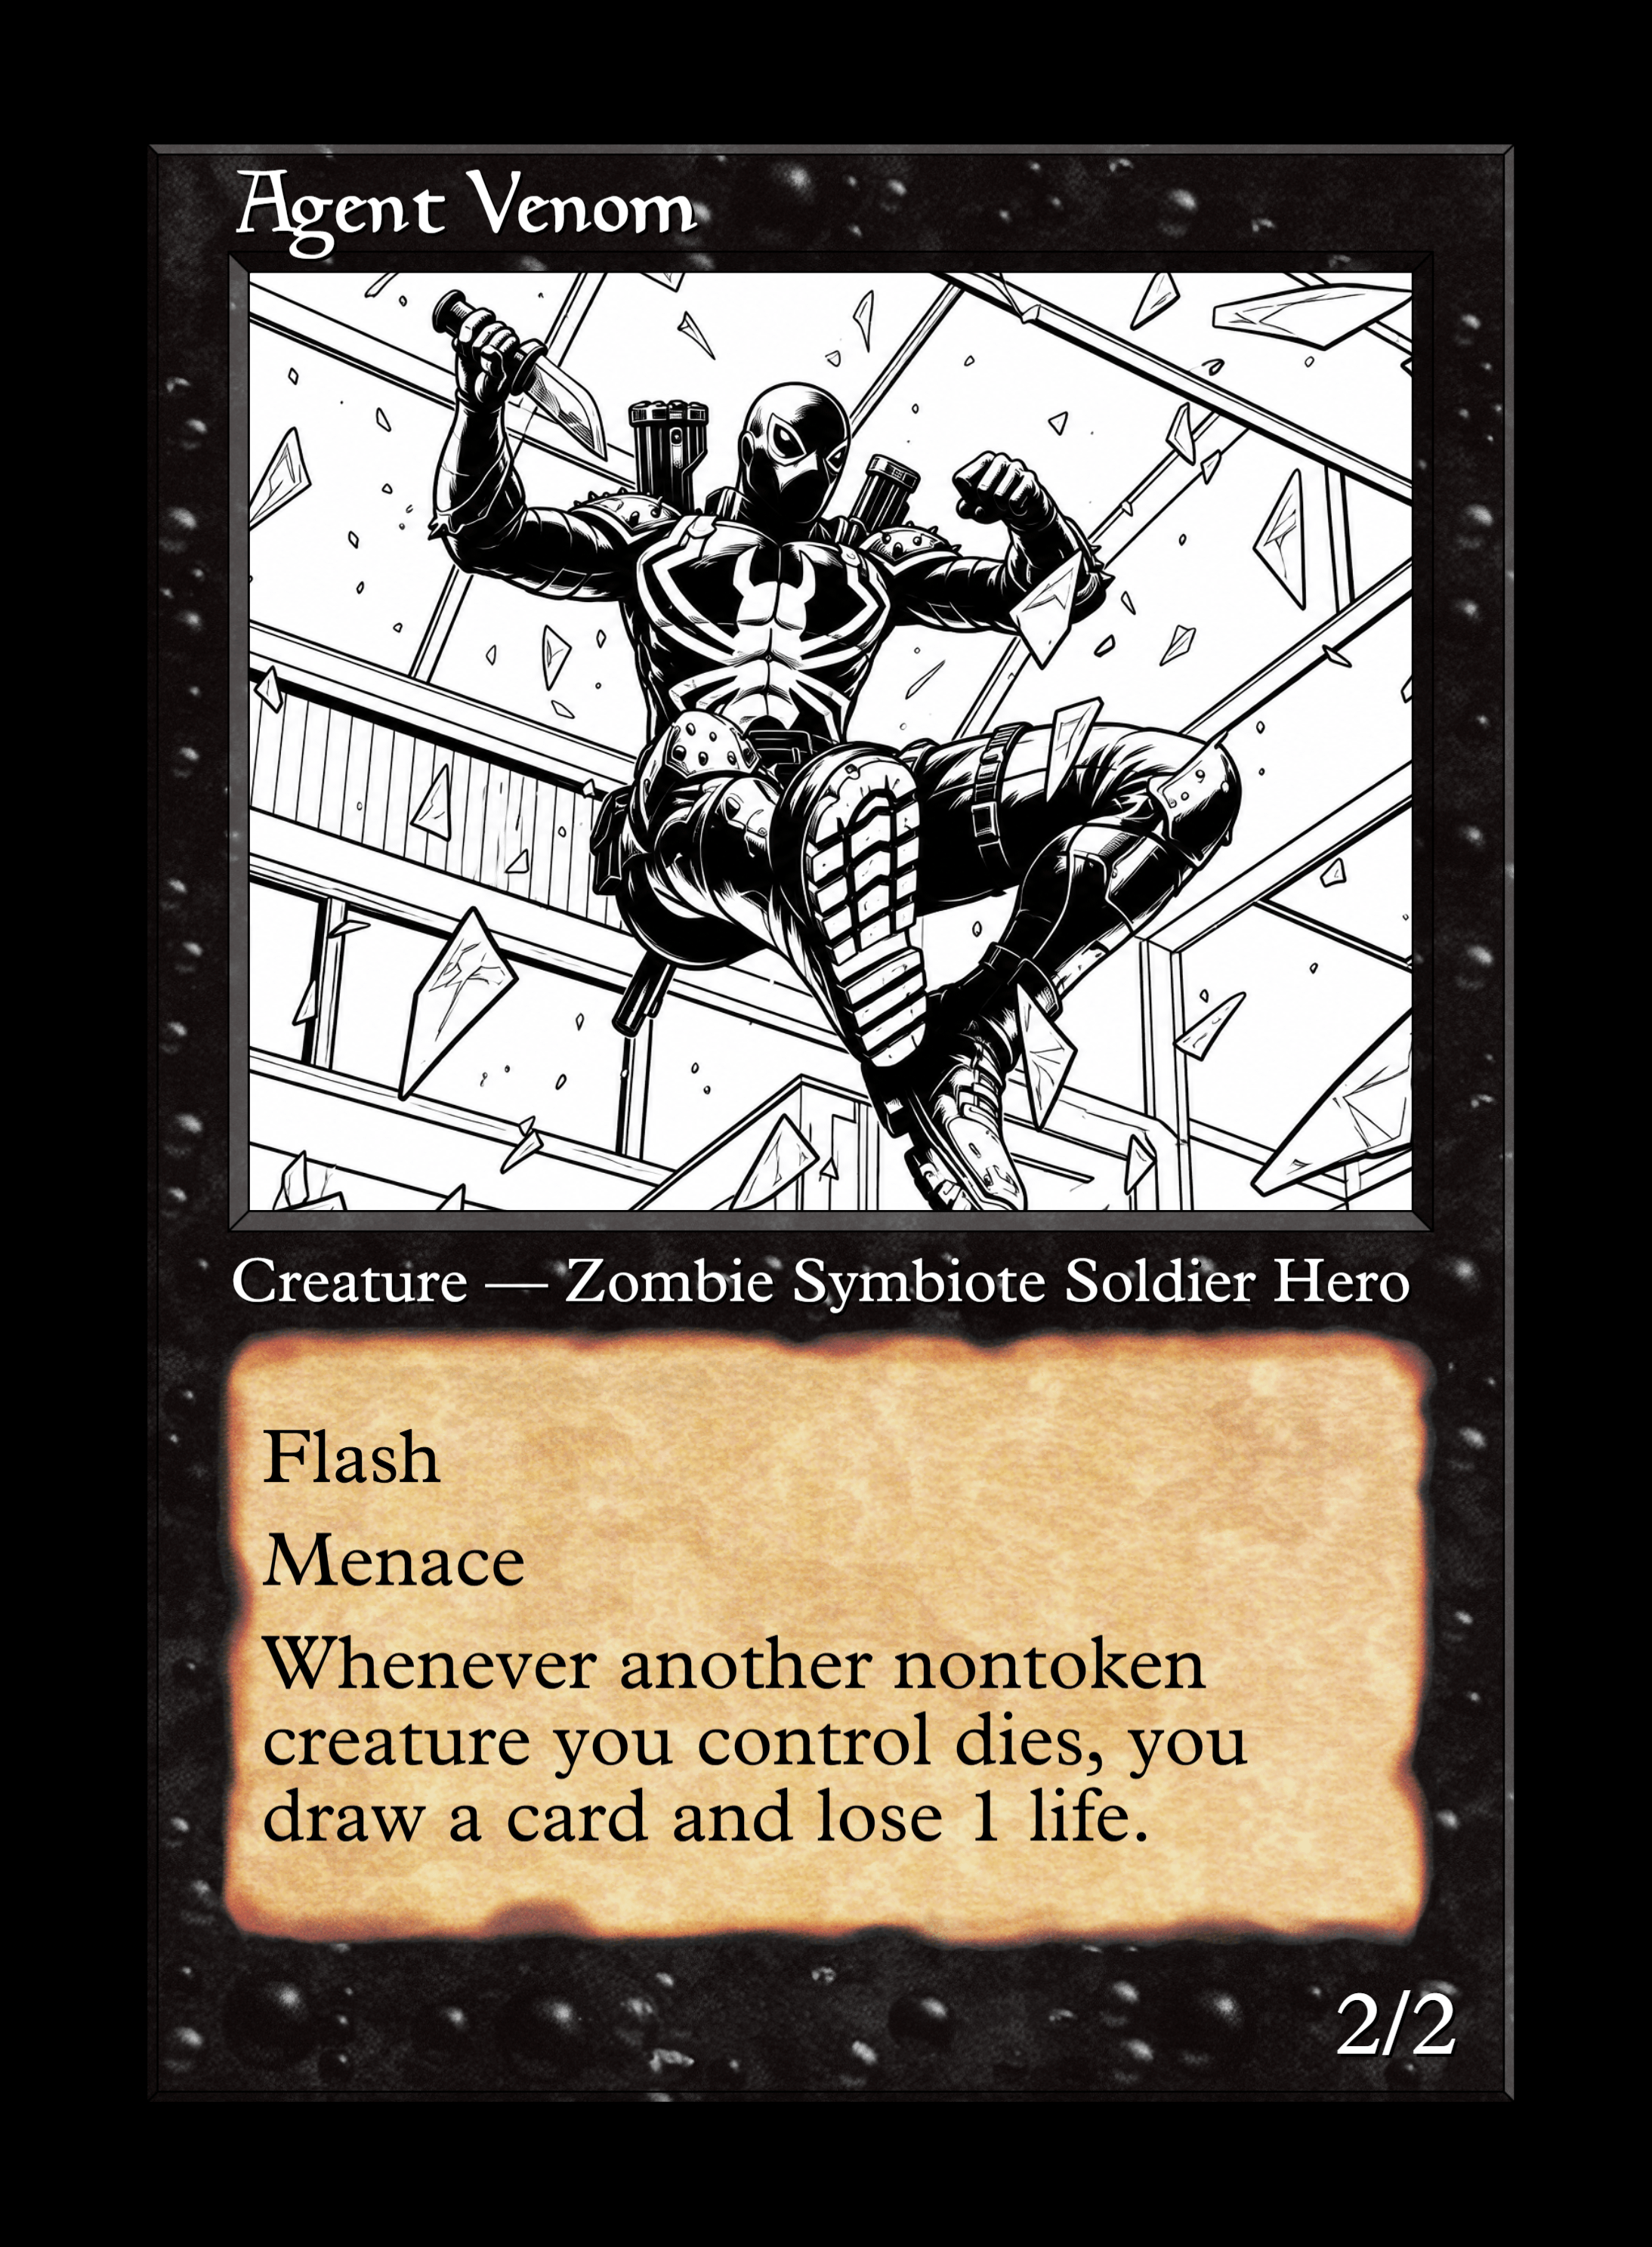 Agent Venom
Creature — Zombie Symbiote Soldier Hero
Flash
Menace
Whenever another nontoken
creature you control dies, you
draw a card and lose 1 life.
2/2